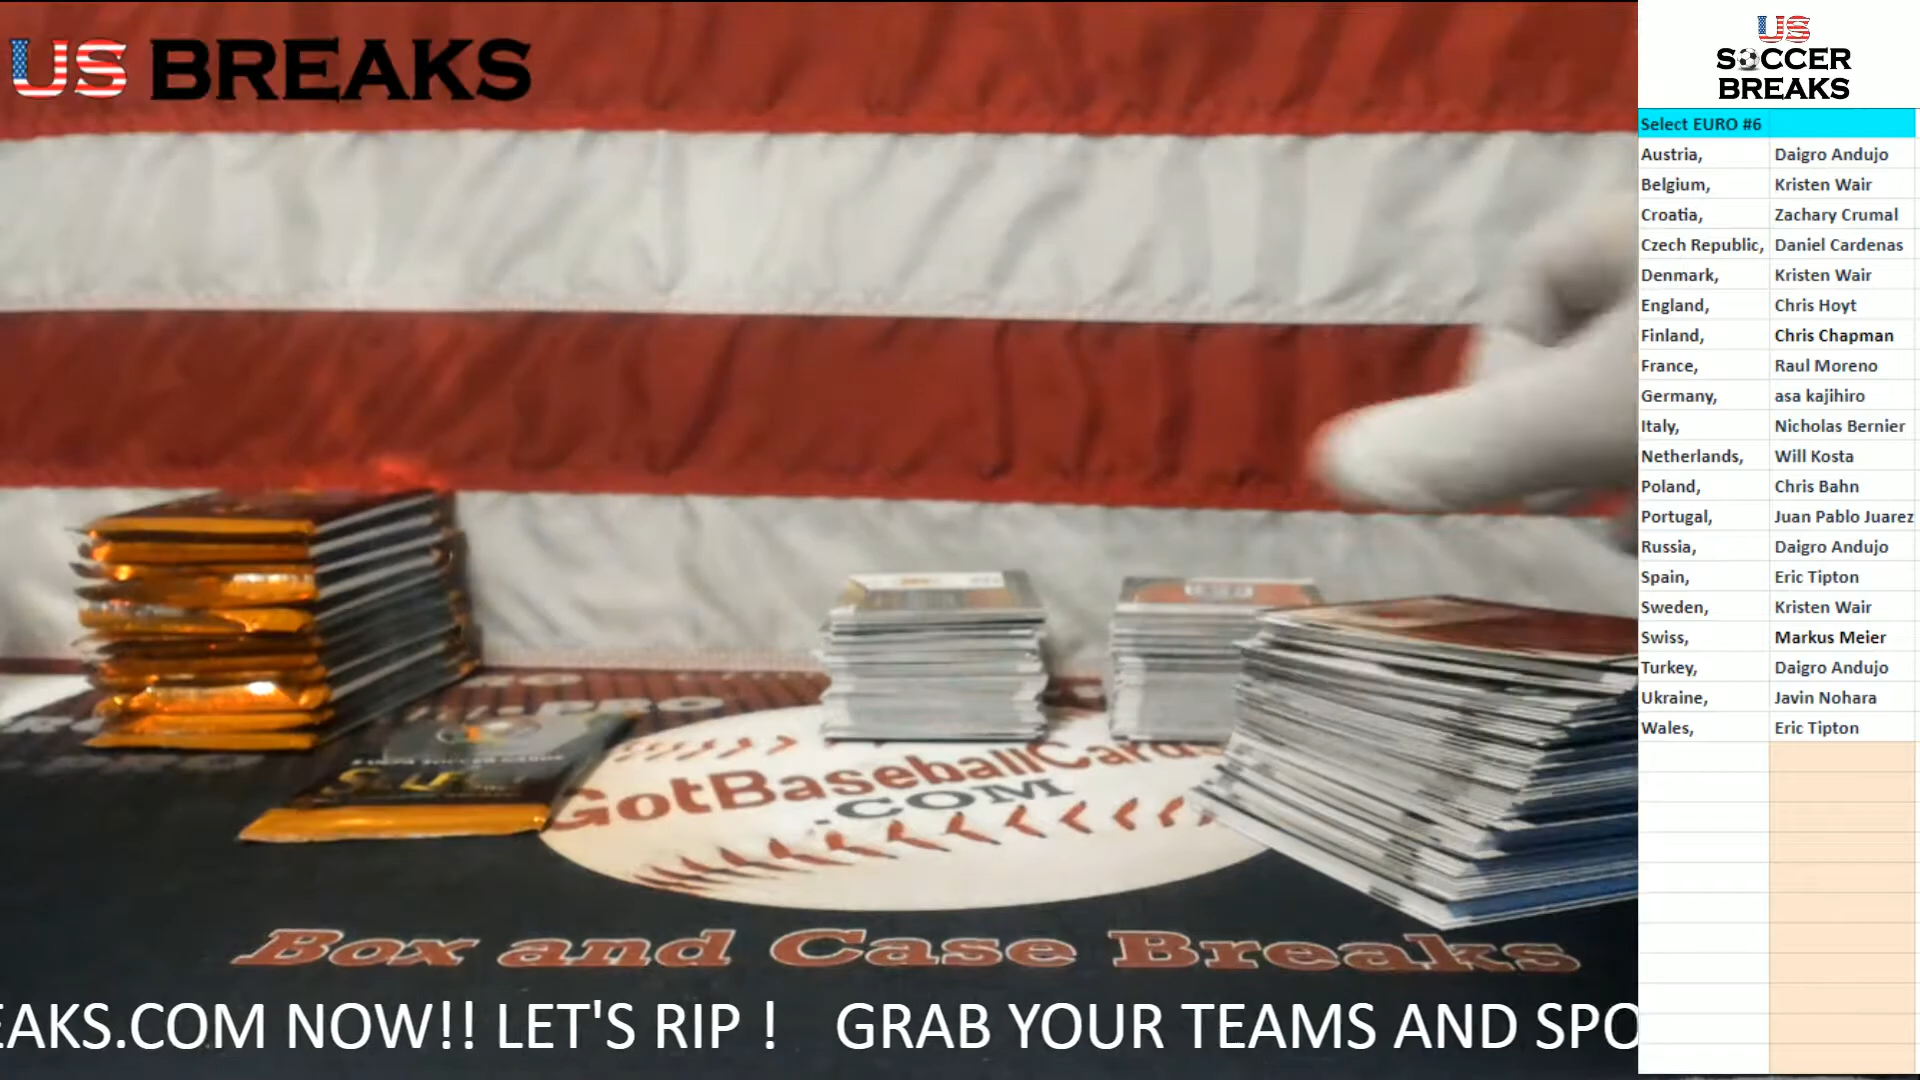 US BREAKS
US
SOCCER
BREAKS
Select EURO #6
Austria, Daigro Andujo
Belgium, Kristen Wair
Croatia, Zachary Crumal
Czech Republic, Daniel Cardenas
Denmark, Kristen Wair
England, Chris Hoyt
Finland, Chris Chapman
France, Raul Moreno
Germany, asa kajihiro
Italy, Nicholas Bernier
Netherlands, Will Kosta
Poland, Chris Bahn
Portugal, Juan Pablo Juarez
Russia, Daigro Andujo
Spain, Eric Tipton
Sweden, Kristen Wair
Swiss, Markus Meier
Turkey, Daigro Andujo
Ukraine, Javin Nohara
Wales, Eric Tipton
GotBaseballCards
.COM
Box and Case Breaks
EAKS.COM NOW!! LET'S RIP ! GRAB YOUR TEAMS AND SPO